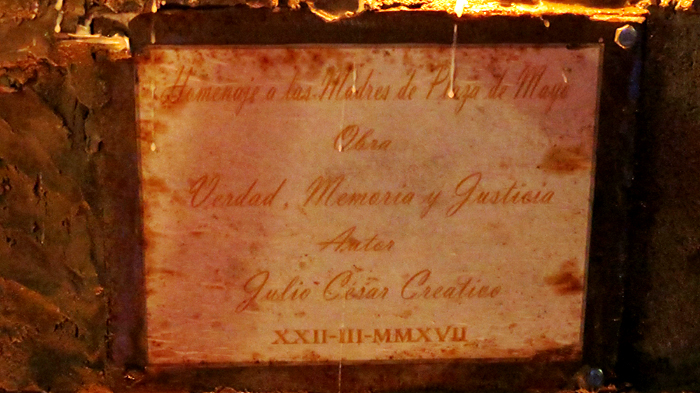 Homenaje a las Madres de Plaza de Mayo
Obra
Verdad, Memoria y Justicia
Autor
Julio César Creativo
XXII-III-MMXVII